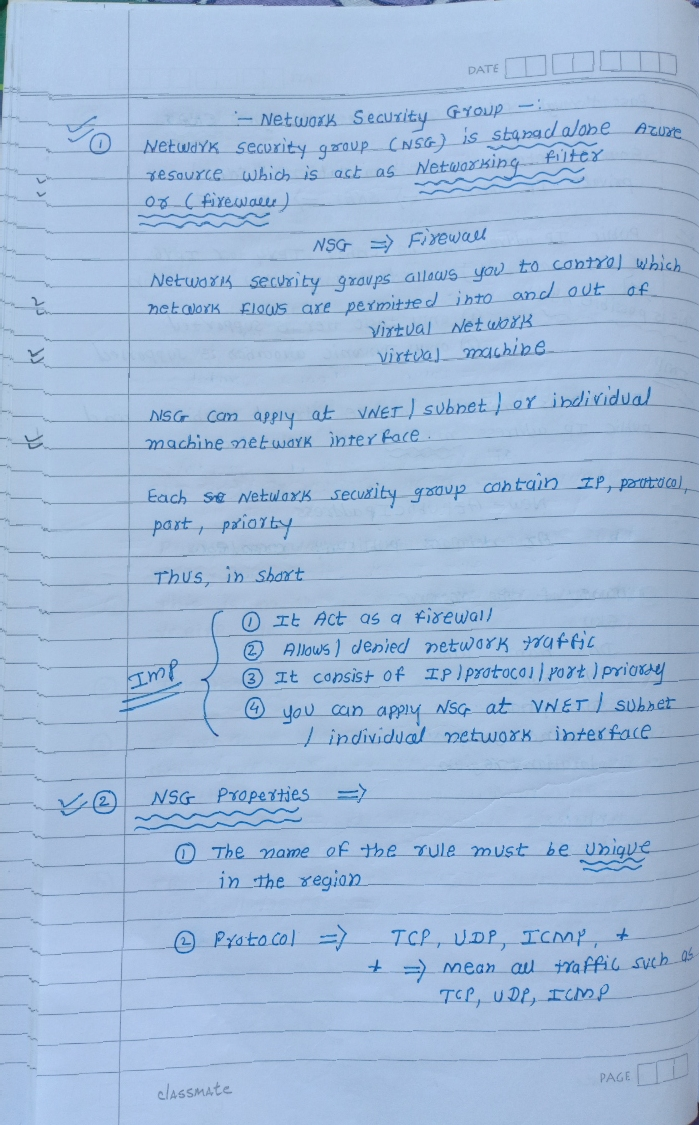 DATE
:- Network Security Group -:
① Network security group (NSG) is stanadalone Azure
resource which is act as Networking filter
or (firewall)
NSG ⇒ Firewall
Network security groups allows you to control which
network flows are permitted into and out of
virtual Network
virtual machine
NSG can apply at VNET / subnet / or individual
machine network interface.
Each se Network security group contain IP, protocol,
port, priorty
Thus, in short
① It Act as a firewall
② Allows / denied network traffic
IMP ③ It consist of IP / protocol / port / priorty
④ you can apply NSG at VNET / subnet
/ individual network interface
② NSG Properties ⇒
① The name of the rule must be unique
in the region
② Protocol ⇒ TCP, UDP, ICMP, +
+ ⇒ mean all traffic such as
TCP, UDP, ICMP
classmate
PAGE